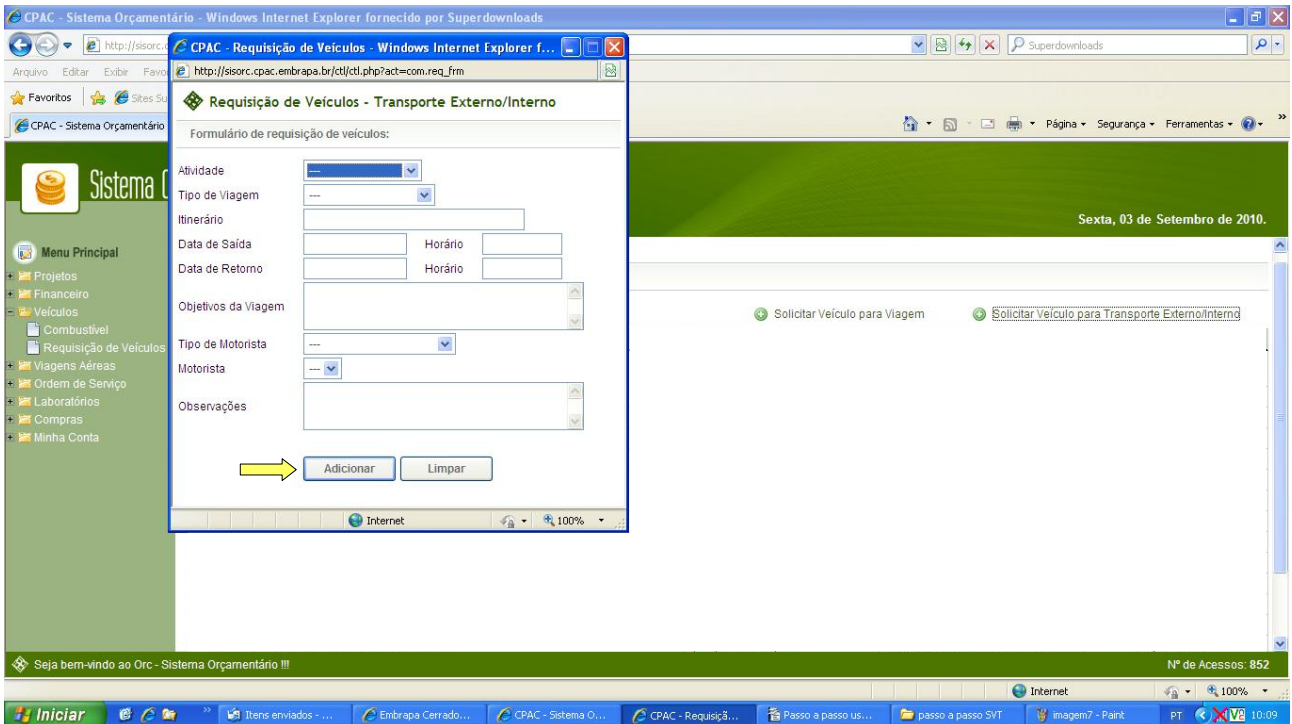 CPAC - Sistema Orçamentário - Windows Internet Explorer fornecido por Superdownloads
http://sisorc.c
Superdownloads
Arquivo Editar Exibir Favo
Favoritos Sites Su
CPAC - Sistema Orçamentário
Página Segurança Ferramentas »
Sistema
Sexta, 03 de Setembro de 2010.
Menu Principal
Projetos
Financeiro
Veículos
Combustível
Requisição de Veículos
Viagens Aéreas
Ordem de Serviço
Laboratórios
Compras
Minha Conta
Solicitar Veículo para Viagem Solicitar Veículo para Transporte Externo/Interno
CPAC - Requisição de Veículos - Windows Internet Explorer f...
http://sisorc.cpac.embrapa.br/ctl/ctl.php?act=com.req_frm
Requisição de Veículos - Transporte Externo/Interno
Formulário de requisição de veículos:
Atividade ---
Tipo de Viagem ---
Itinerário
Data de Saída Horário
Data de Retorno Horário
Objetivos da Viagem
Tipo de Motorista ---
Motorista ---
Observações
Adicionar Limpar
Internet 100%
Seja bem-vindo ao Orc - Sistema Orçamentário !!! Nº de Acessos: 852
Internet 100%
Iniciar » Itens enviados - ... Embrapa Cerrado... CPAC - Sistema O... CPAC - Requisiçã... Passo a passo us... passo a passo SVT imagem7 - Paint PT 10:09